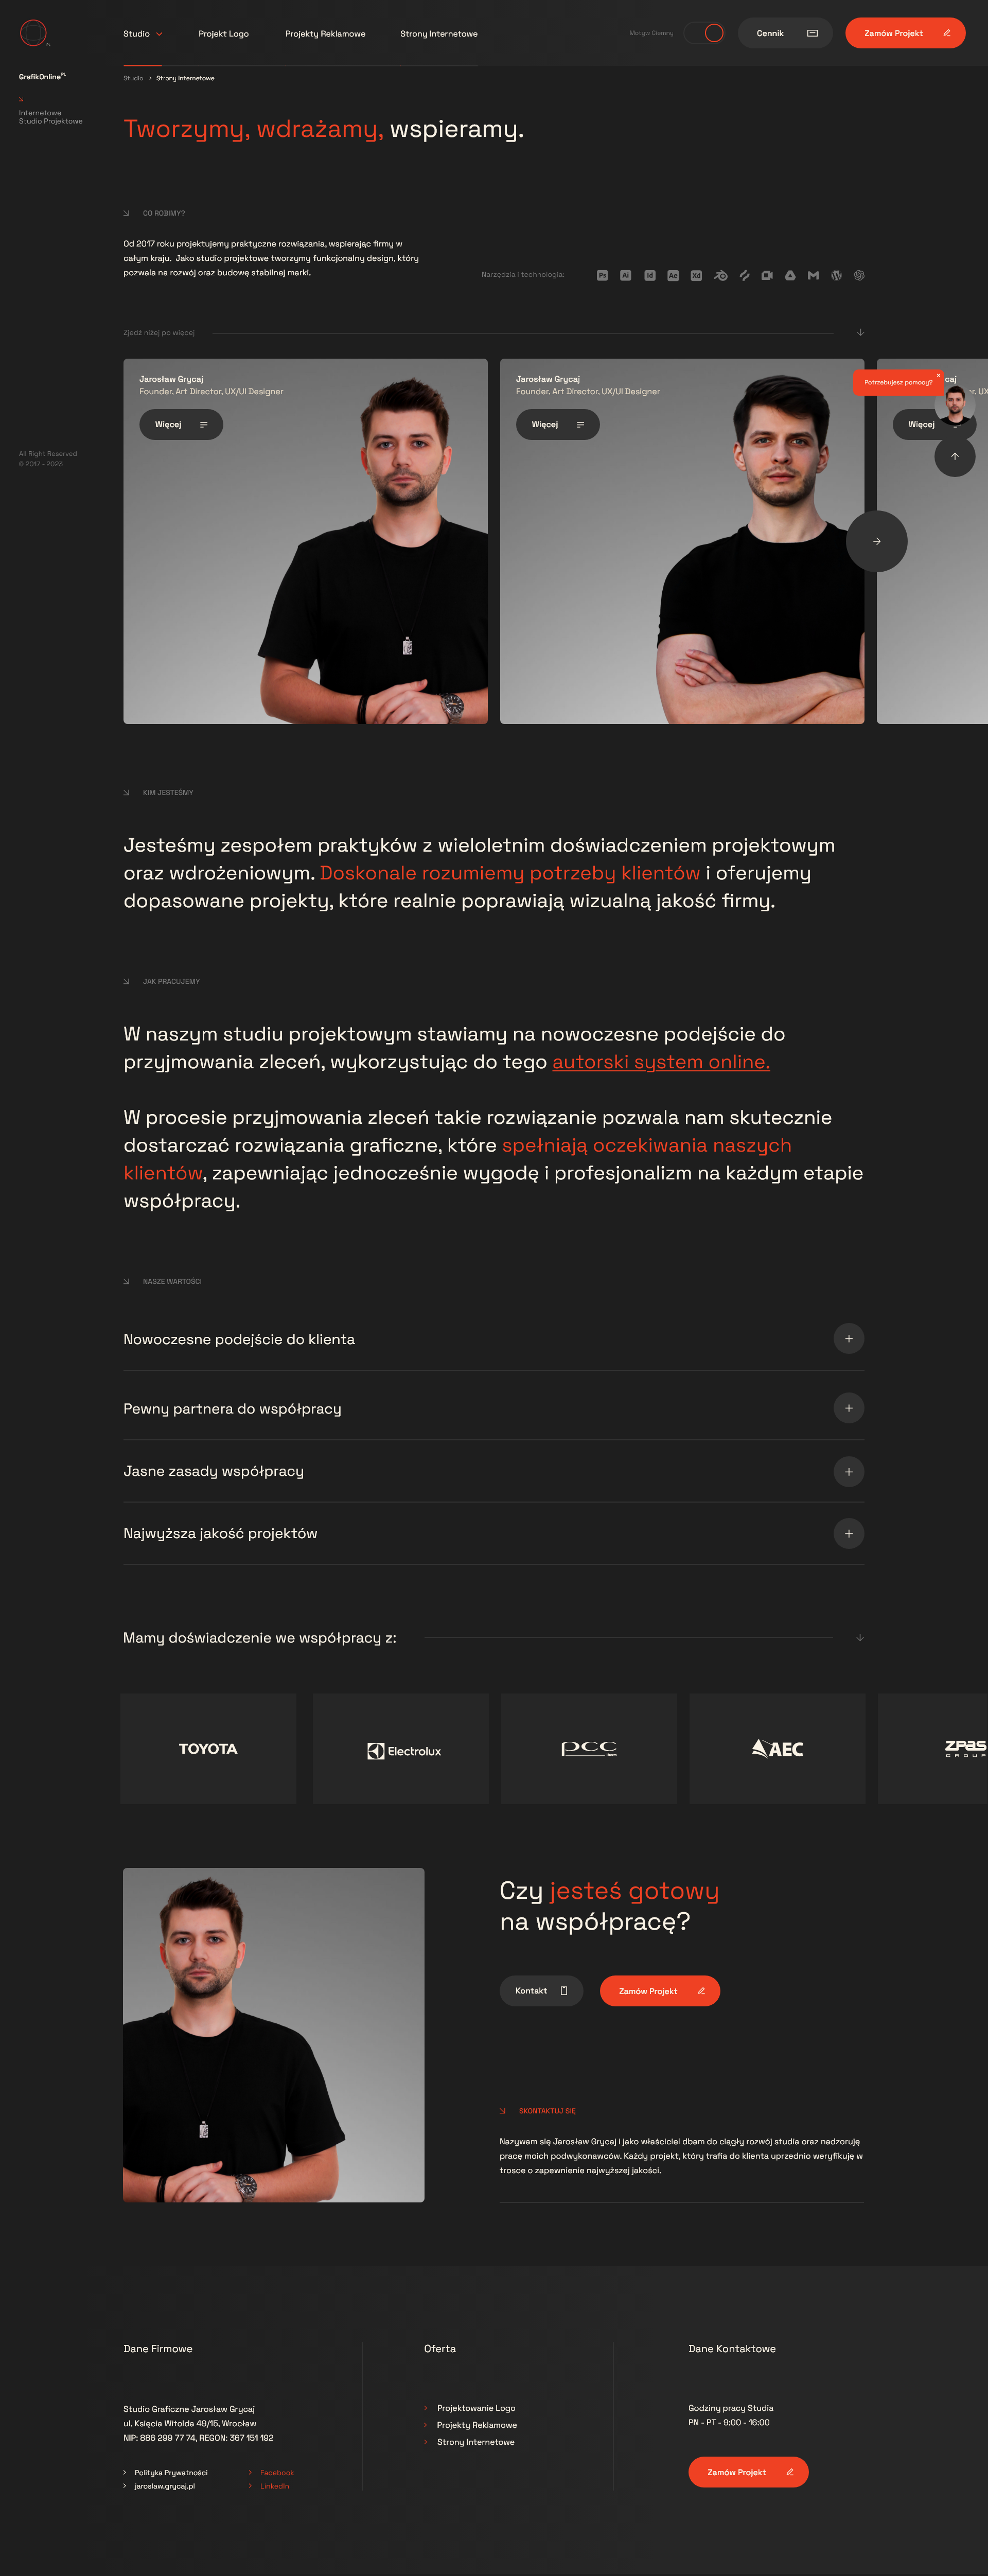 Studio
Projekt Logo
Projekty Reklamowe
Strony Internetowe
Motyw Ciemny
Cennik
Zamów Projekt
PL
GrafikOnline PL
Studio
Strony Internetowe
Internetowe
Studio Projektowe
Tworzymy, wdrażamy, wspieramy.
CO ROBIMY?
Od 2017 roku projektujemy praktyczne rozwiązania, wspierając firmy w
całym kraju. Jako studio projektowe tworzymy funkcjonalny design, który
pozwala na rozwój oraz budowę stabilnej marki.
Narzędzia i technologia:
Ps
Ai
Id
Ae
Xd
Zjedź niżej po więcej
Jarosław Grycaj
Founder, Art Director, UX/UI Designer
Więcej
Jarosław Grycaj
Founder, Art Director, UX/UI Designer
Więcej
Potrzebujesz pomocy?
caj
r, UX
Więcej
All Right Reserved
© 2017 - 2023
KIM JESTEŚMY
Jesteśmy zespołem praktyków z wieloletnim doświadczeniem projektowym
oraz wdrożeniowym. Doskonale rozumiemy potrzeby klientów i oferujemy
dopasowane projekty, które realnie poprawiają wizualną jakość firmy.
JAK PRACUJEMY
W naszym studiu projektowym stawiamy na nowoczesne podejście do
przyjmowania zleceń, wykorzystując do tego autorski system online.
W procesie przyjmowania zleceń takie rozwiązanie pozwala nam skutecznie
dostarczać rozwiązania graficzne, które spełniają oczekiwania naszych
klientów, zapewniając jednocześnie wygodę i profesjonalizm na każdym etapie
współpracy.
NASZE WARTOŚCI
Nowoczesne podejście do klienta
Pewny partnera do współpracy
Jasne zasady współpracy
Najwyższa jakość projektów
Mamy doświadczenie we współpracy z:
TOYOTA
Electrolux
PCC
AEC
ZPAS
GROUP
Czy jesteś gotowy
na współpracę?
Kontakt
Zamów Projekt
SKONTAKTUJ SIĘ
Nazywam się Jarosław Grycaj i jako właściciel dbam do ciągły rozwój studia oraz nadzoruję
pracę moich podwykonawców. Każdy projekt, który trafia do klienta uprzednio weryfikuję w
trosce o zapewnienie najwyższej jakości.
Dane Firmowe
Studio Graficzne Jarosław Grycaj
ul. Księcia Witolda 49/15, Wrocław
NIP: 886 299 77 74, REGON: 367 151 192
Polityka Prywatności
Facebook
jaroslaw.grycaj.pl
LinkedIn
Oferta
Projektowanie Logo
Projekty Reklamowe
Strony Internetowe
Dane Kontaktowe
Godziny pracy Studia
PN - PT - 9:00 - 16:00
Zamów Projekt